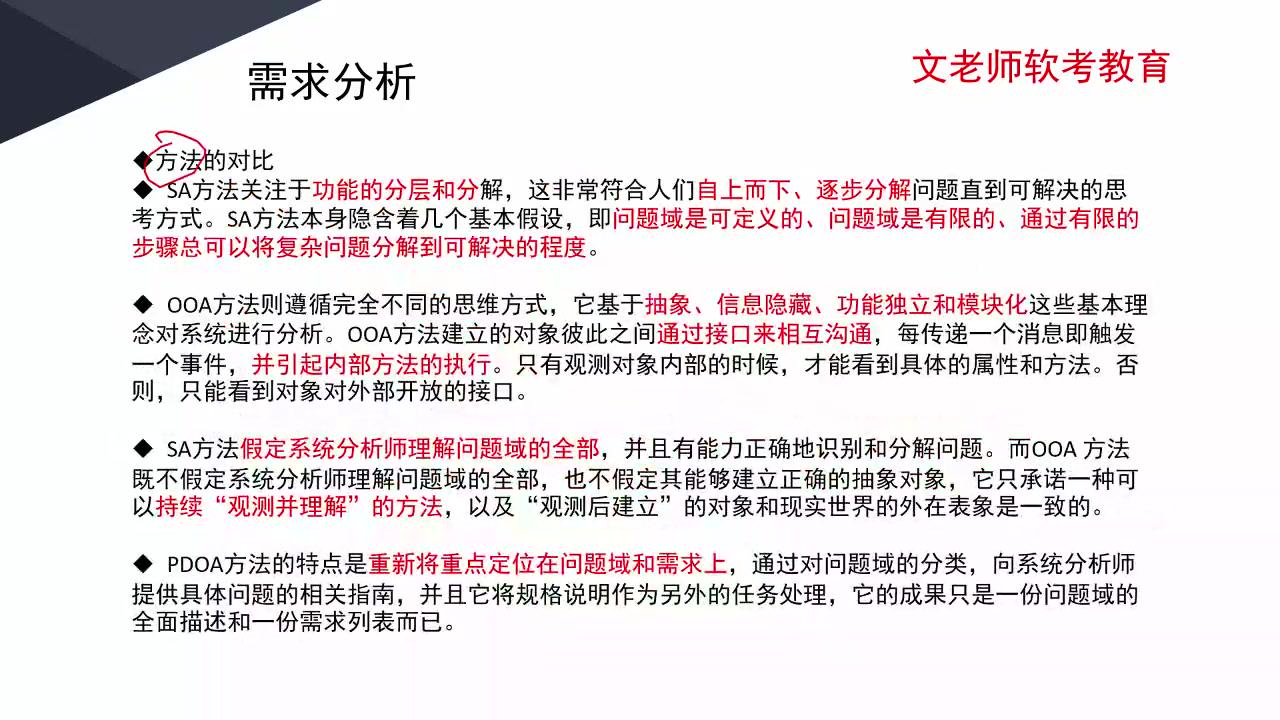 需求分析
文老师软考教育
◆方法的对比
◆ SA方法关注于功能的分层和分解，这非常符合人们自上而下、逐步分解问题直到可解决的思
考方式。SA方法本身隐含着几个基本假设，即问题域是可定义的、问题域是有限的、通过有限的
步骤总可以将复杂问题分解到可解决的程度。
◆ OOA方法则遵循完全不同的思维方式，它基于抽象、信息隐藏、功能独立和模块化这些基本理
念对系统进行分析。OOA方法建立的对象彼此之间通过接口来相互沟通，每传递一个消息即触发
一个事件，并引起内部方法的执行。只有观测对象内部的时候，才能看到具体的属性和方法。否
则，只能看到对象对外部开放的接口。
◆ SA方法假定系统分析师理解问题域的全部，并且有能力正确地识别和分解问题。而OOA 方法
既不假定系统分析师理解问题域的全部，也不假定其能够建立正确的抽象对象，它只承诺一种可
以持续“观测并理解”的方法，以及“观测后建立”的对象和现实世界的外在表象是一致的。
◆ PDOA方法的特点是重新将重点定位在问题域和需求上，通过对问题域的分类，向系统分析师
提供具体问题的相关指南，并且它将规格说明作为另外的任务处理，它的成果只是一份问题域的
全面描述和一份需求列表而已。